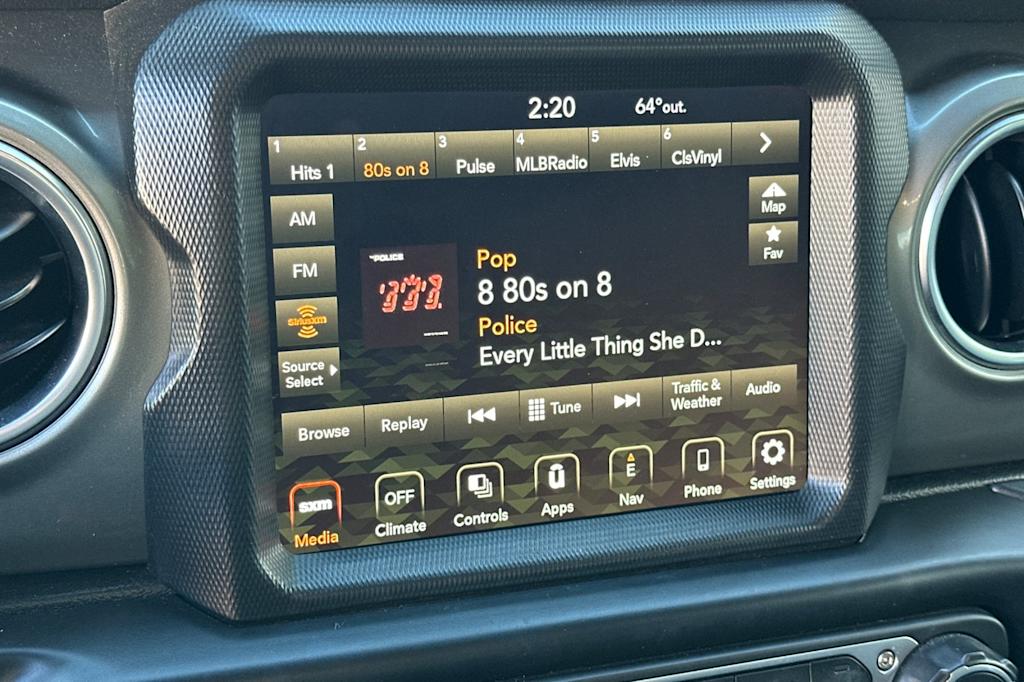 2:20 64°out.
1 Hits 1 2 80s on 8 3 Pulse 4 MLBRadio 5 Elvis 6 ClsVinyl
AM
FM
siriusxm
Source
Select
POLICE
Pop
8 80s on 8
Police
Every Little Thing She D...
Map
Fav
Browse Replay Tune Traffic &
Weather Audio
sxm OFF E
Media Climate Controls Apps Nav Phone Settings